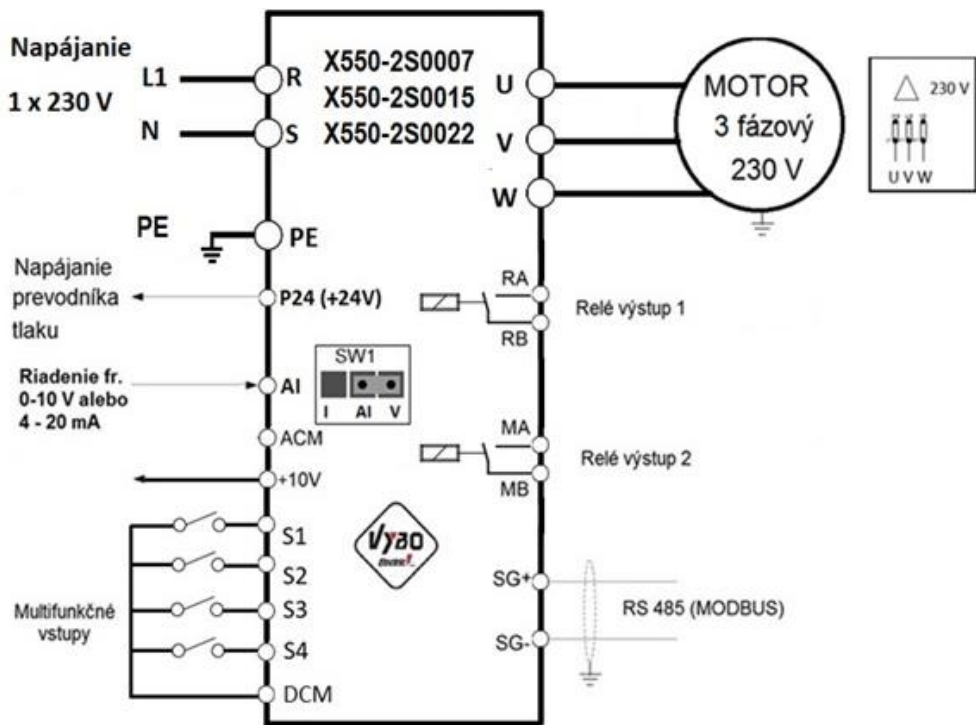 Napájanie
1 x 230 V
L1
N
PE
R
S
PE
X550-2S0007
X550-2S0015
X550-2S0022
U
V
W
MOTOR
3 fázový
230 V
230 V
U V W
Napájanie
prevodníka
tlaku
P24 (+24V)
RA
RB
Relé výstup 1
Riadenie fr.
0-10 V alebo
4 - 20 mA
AI
SW1
I AI V
ACM
+10V
MA
MB
Relé výstup 2
S1
S2
S3
S4
DCM
Multifunkčné
vstupy
VYBO
SG+
SG-
RS 485 (MODBUS)